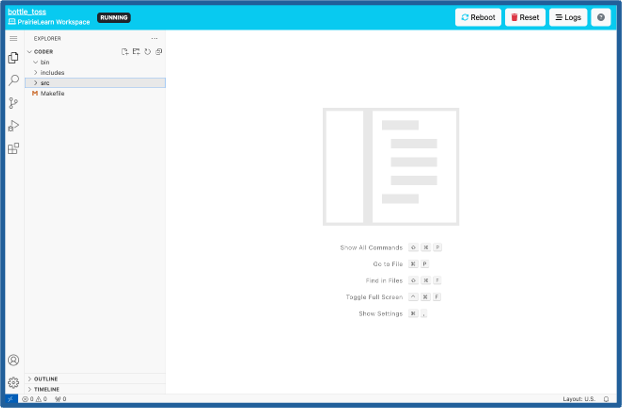 bottle_toss
PrairieLearn Workspace
RUNNING
Reboot
Reset
Logs
?
EXPLORER
...
CODER
bin
includes
src
Makefile
Show All Commands ⇧ ⌘ P
Go to File ⌘ P
Find in Files ⇧ ⌘ F
Toggle Full Screen ^ ⌘ F
Show Settings ⌘ ,
OUTLINE
TIMELINE
0 0 0
Layout: U.S.